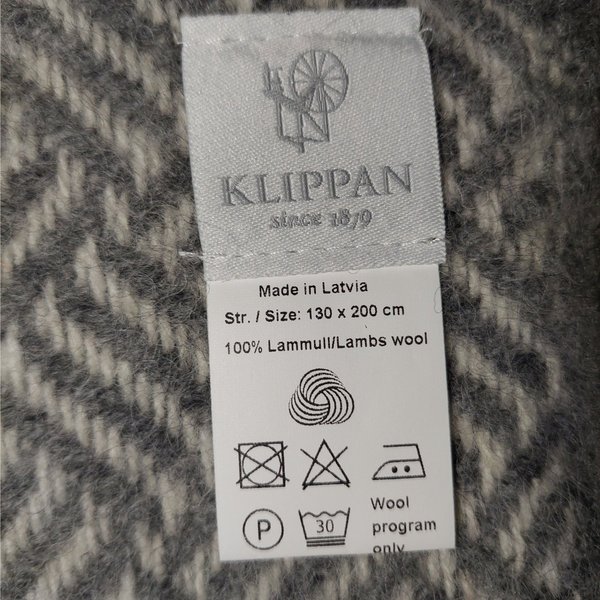 KLIPPAN
since 1879
Made in Latvia
Str. / Size: 130 x 200 cm
100% Lammull/Lambs wool
P
30
Wool
program
only